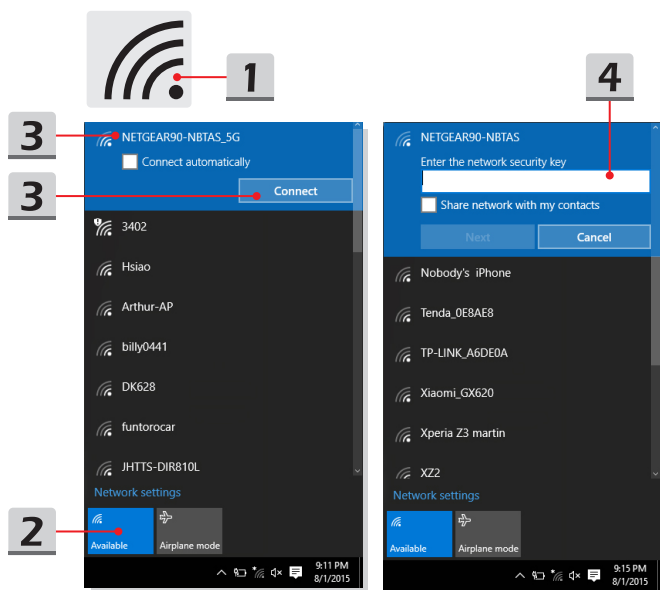 1
3
NETGEAR90-NBTAS_5G
Connect automatically
3
Connect
3402
Hsiao
Arthur-AP
billy0441
DK628
funtorocar
JHTTS-DIR810L
Network settings
2
Available
Airplane mode
9:11 PM
8/1/2015
4
NETGEAR90-NBTAS
Enter the network security key
Share network with my contacts
Next
Cancel
Nobody's iPhone
Tenda_0E8AE8
TP-LINK_A6DE0A
Xiaomi_GX620
Xperia Z3 martin
XZ2
Network settings
Available
Airplane mode
9:15 PM
8/1/2015